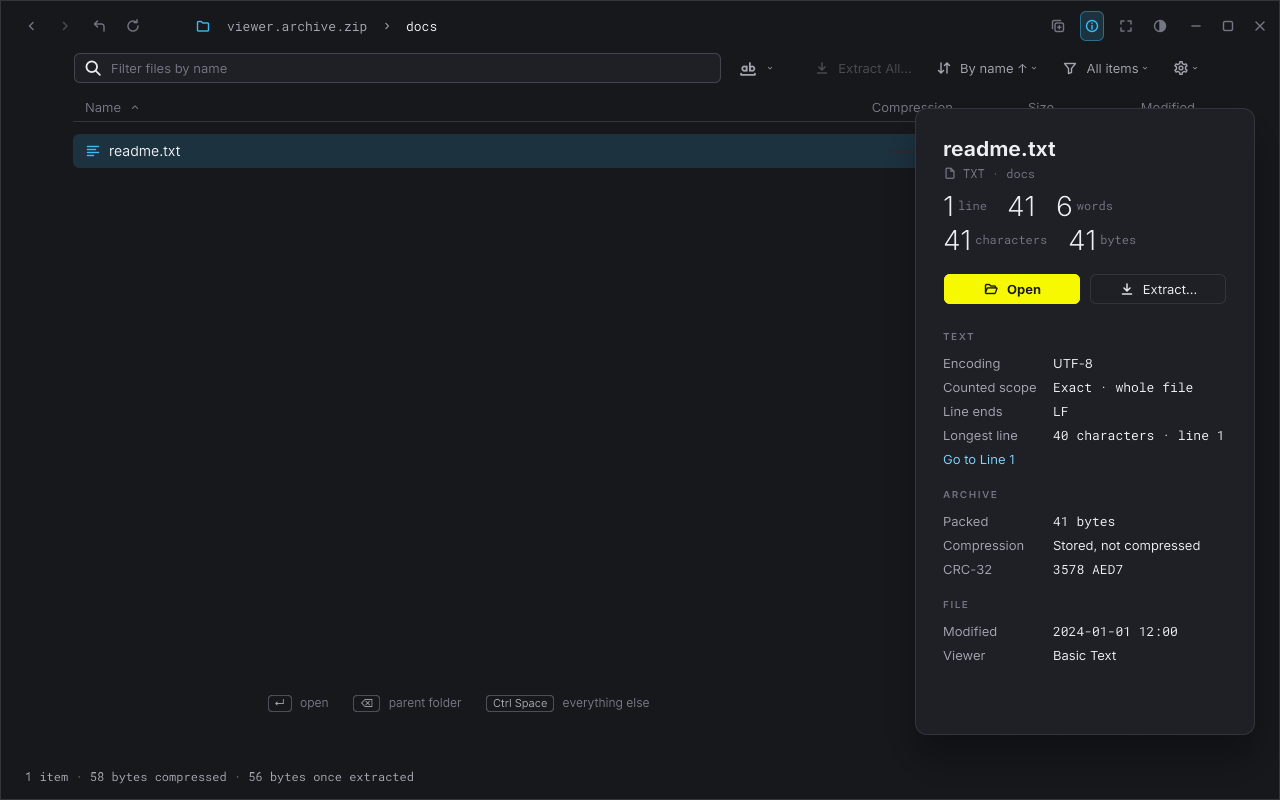 viewer.archive.zip › docs
Filter files by name
ab
Extract All...
By name ↑
All items
Name
Compression
Size
Modified
readme.txt
readme.txt
TXT · docs
1 line 41 6 words
41 characters 41 bytes
Open
Extract...
TEXT
Encoding UTF-8
Counted scope Exact · whole file
Line ends LF
Longest line 40 characters · line 1
Go to Line 1
ARCHIVE
Packed 41 bytes
Compression Stored, not compressed
CRC-32 3578 AED7
FILE
Modified 2024-01-01 12:00
Viewer Basic Text
open
parent folder
Ctrl Space everything else
1 item · 58 bytes compressed · 56 bytes once extracted